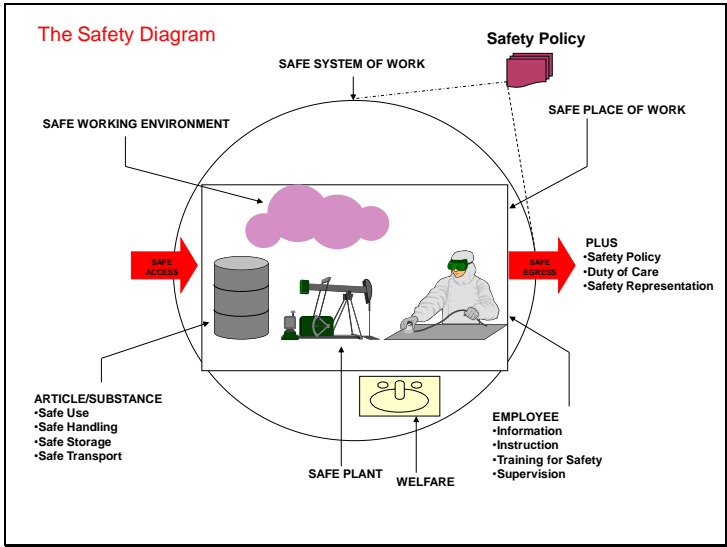 The Safety Diagram
Safety Policy
SAFE SYSTEM OF WORK
SAFE PLACE OF WORK
SAFE WORKING ENVIRONMENT
SAFE
ACCESS
SAFE
EGRESS
PLUS
•Safety Policy
•Duty of Care
•Safety Representation
ARTICLE/SUBSTANCE
•Safe Use
•Safe Handling
•Safe Storage
•Safe Transport
SAFE PLANT
WELFARE
EMPLOYEE
•Information
•Instruction
•Training for Safety
•Supervision